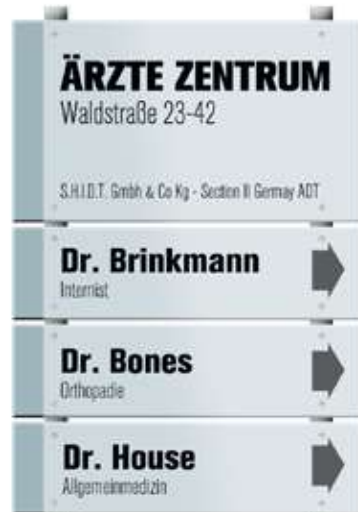 ÄRZTE ZENTRUM
Waldstraße 23-42
S.H.I.D.T. Gmbh & Co Kg - Section II Germay ADT
Dr. Brinkmann
Internist
Dr. Bones
Orthopadie
Dr. House
Allgemeinmedizin